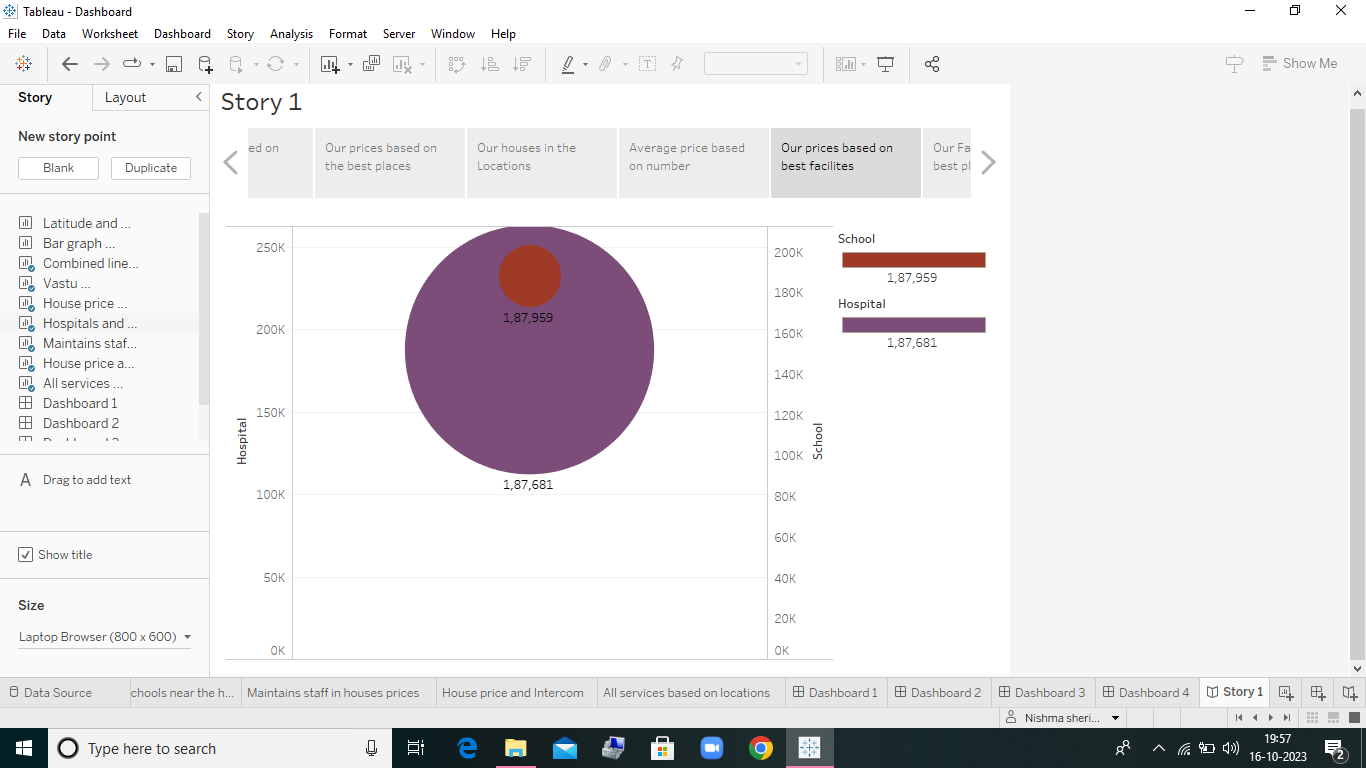 Tableau - Dashboard
File Data Worksheet Dashboard Story Analysis Format Server Window Help
Show Me
Story Layout
New story point
Blank Duplicate
Latitude and ...
Bar graph ...
Combined line...
Vastu ...
House price ...
Hospitals and ...
Maintains staf...
House price a...
All services ...
Dashboard 1
Dashboard 2
A Drag to add text
Show title
Size
Laptop Browser (800 x 600)
Story 1
ed on
Our prices based on
the best places
Our houses in the
Locations
Average price based
on number
Our prices based on
best facilites
Our Fa
best pl
250K
200K
150K
100K
50K
0K
Hospital
1,87,959
1,87,681
200K
180K
160K
140K
120K
100K
80K
60K
40K
20K
0K
School
School
1,87,959
Hospital
1,87,681
Data Source chools near the h... Maintains staff in houses prices House price and Intercom All services based on locations Dashboard 1 Dashboard 2 Dashboard 3 Dashboard 4 Story 1
Nishma sheri...
Type here to search
19:57
16-10-2023
2